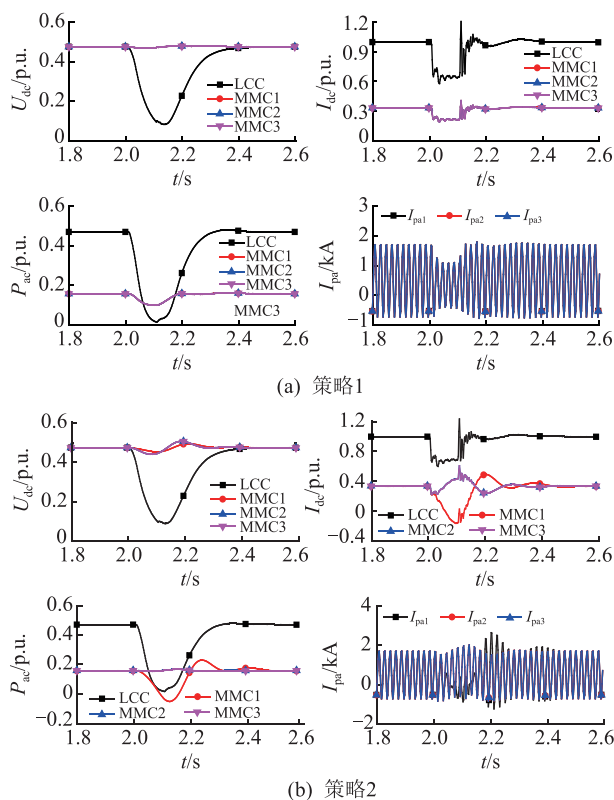 0.6
0.4
0.2
0
U_dc/p.u.
LCC
MMC1
MMC2
MMC3
1.8 2.0 2.2 2.4 2.6
t/s
1.2
0.9
0.6
0.3
0
I_dc/p.u.
LCC
MMC1
MMC2
MMC3
1.8 2.0 2.2 2.4 2.6
t/s
0.6
0.4
0.2
0
P_ac/p.u.
LCC
MMC1
MMC2
MMC3
MMC3
1.8 2.0 2.2 2.4 2.6
t/s
3
2
1
0
−1
I_pa/kA
I_pa1 I_pa2 I_pa3
1.8 2.0 2.2 2.4 2.6
t/s
(a) 策略1
0.6
0.4
0.2
0
U_dc/p.u.
LCC
MMC1
MMC2
MMC3
1.8 2.0 2.2 2.4 2.6
t/s
1.2
0.8
0.4
0
−0.4
I_dc/p.u.
LCC MMC1
MMC2 MMC3
1.8 2.0 2.2 2.4 2.6
t/s
0.6
0.4
0.2
0
−0.2
P_ac/p.u.
LCC MMC1
MMC2 MMC3
1.8 2.0 2.2 2.4 2.6
t/s
4
2
0
−2
I_pa/kA
I_pa1 I_pa2 I_pa3
1.8 2.0 2.2 2.4 2.6
t/s
(b) 策略2